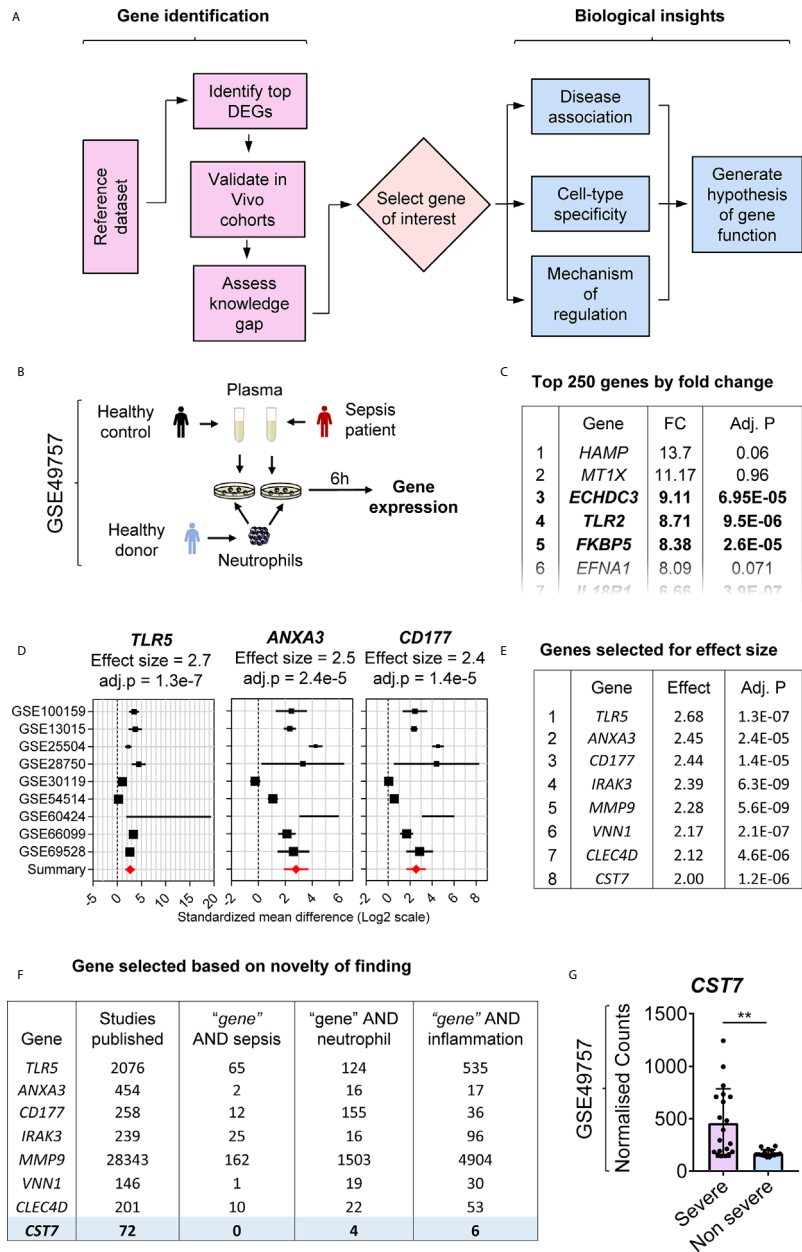 A
Gene identification
Biological insights
Reference
dataset
Identify top
DEGs
Validate in
Vivo
cohorts
Assess
knowledge
gap
Select gene
of interest
Disease
association
Cell-type
specificity
Mechanism
of
regulation
Generate
hypothesis
of gene
function
B
GSE49757
Plasma
Healthy
control
Sepsis
patient
6h
Gene
expression
Healthy
donor
Neutrophils
C
Top 250 genes by fold change
Gene FC Adj. P
1 HAMP 13.7 0.06
2 MT1X 11.17 0.96
3 ECHDC3 9.11 6.95E-05
4 TLR2 8.71 9.5E-06
5 FKBP5 8.38 2.6E-05
6 EFNA1 8.09 0.071
7 IL18R1 6.66 3.9E-07
D
TLR5 ANXA3 CD177
Effect size = 2.7 Effect size = 2.5 Effect size = 2.4
adj.p = 1.3e-7 adj.p = 2.4e-5 adj.p = 1.4e-5
GSE100159
GSE13015
GSE25504
GSE28750
GSE30119
GSE54514
GSE60424
GSE66099
GSE69528
Summary
-5 0 5 10 15 20 0 2 4 6 0 2 4 6 8
Standardized mean difference (Log2 scale)
E
Genes selected for effect size
Gene Effect Adj. P
1 TLR5 2.68 1.3E-07
2 ANXA3 2.45 2.4E-05
3 CD177 2.44 1.4E-05
4 IRAK3 2.39 6.3E-09
5 MMP9 2.28 5.6E-09
6 VNN1 2.17 2.1E-07
7 CLEC4D 2.12 4.6E-06
8 CST7 2.00 1.2E-06
F
Gene selected based on novelty of finding
Gene Studies published "gene" AND sepsis "gene" AND neutrophil "gene" AND inflammation
TLR5 2076 65 124 535
ANXA3 454 2 16 17
CD177 258 12 155 36
IRAK3 239 25 16 96
MMP9 28343 162 1503 4904
VNN1 146 1 19 30
CLEC4D 201 10 22 53
CST7 72 0 4 6
G
CST7
GSE49757
Normalised Counts
1500
1000
500
0
**
Severe
Non severe